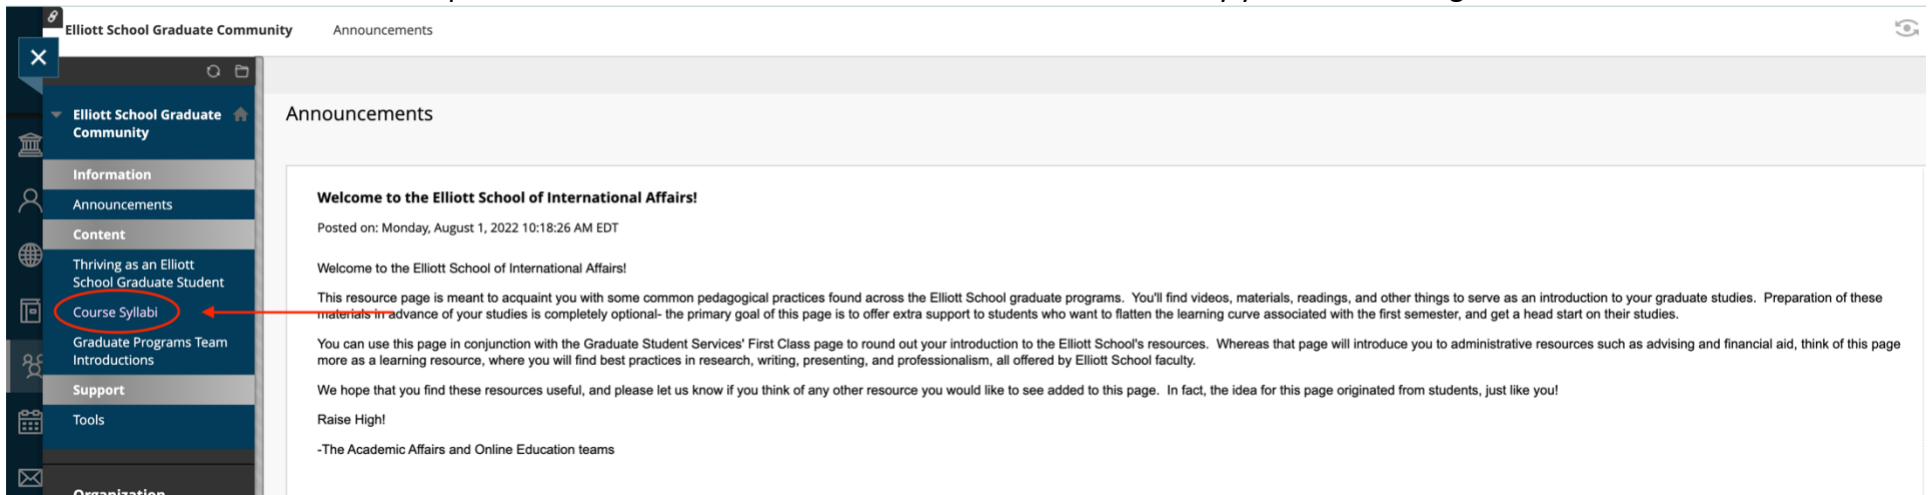 Elliott School Graduate Community Announcements
Elliott School Graduate
Community
Information
Announcements
Content
Thriving as an Elliott
School Graduate Student
Course Syllabi
Graduate Programs Team
Introductions
Support
Tools
Organization
Announcements
Welcome to the Elliott School of International Affairs!
Posted on: Monday, August 1, 2022 10:18:26 AM EDT
Welcome to the Elliott School of International Affairs!
This resource page is meant to acquaint you with some common pedagogical practices found across the Elliott School graduate programs. You'll find videos, materials, readings, and other things to serve as an introduction to your graduate studies. Preparation of these
materials in advance of your studies is completely optional- the primary goal of this page is to offer extra support to students who want to flatten the learning curve associated with the first semester, and get a head start on their studies.
You can use this page in conjunction with the Graduate Student Services' First Class page to round out your introduction to the Elliott School's resources. Whereas that page will introduce you to administrative resources such as advising and financial aid, think of this page
more as a learning resource, where you will find best practices in research, writing, presenting, and professionalism, all offered by Elliott School faculty.
We hope that you find these resources useful, and please let us know if you think of any other resource you would like to see added to this page. In fact, the idea for this page originated from students, just like you!
Raise High!
-The Academic Affairs and Online Education teams